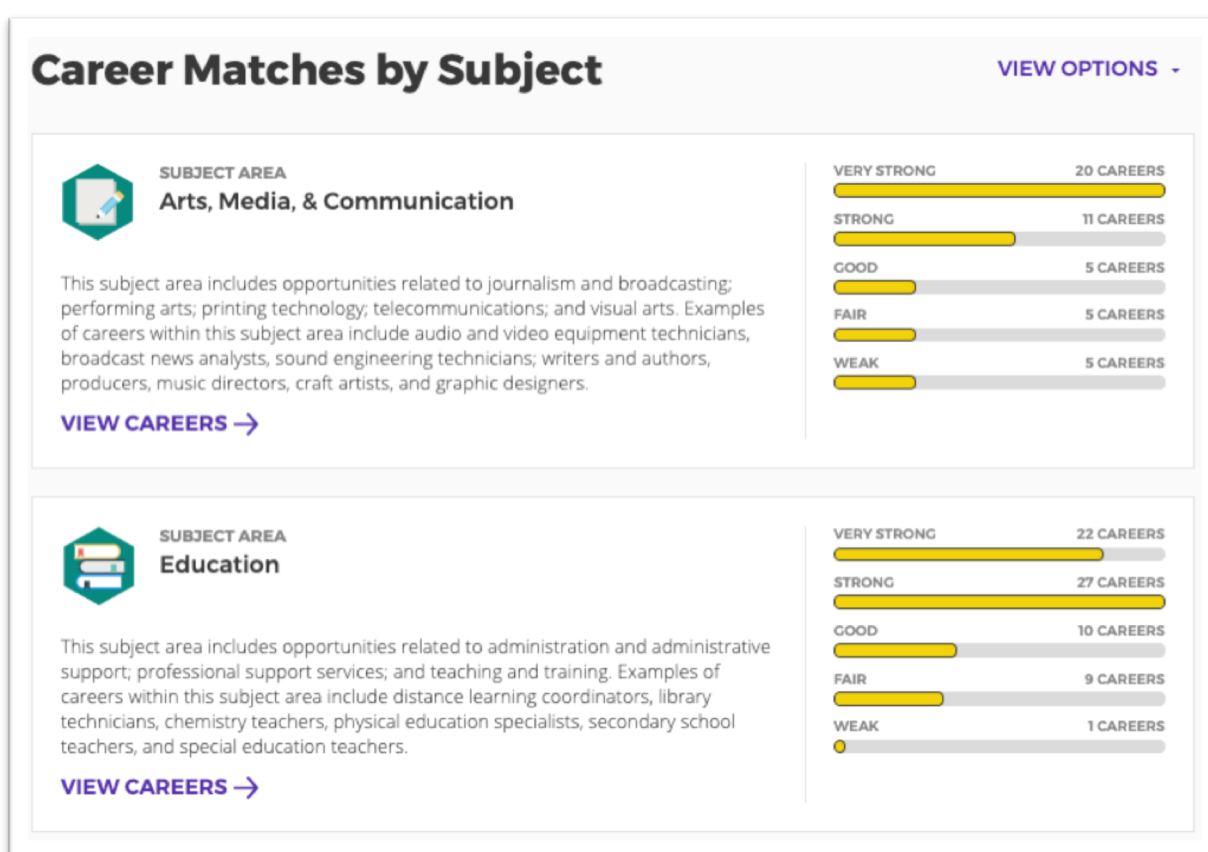 Career Matches by Subject
VIEW OPTIONS
SUBJECT AREA
Arts, Media, & Communication
This subject area includes opportunities related to journalism and broadcasting;
performing arts; printing technology; telecommunications; and visual arts. Examples
of careers within this subject area include audio and video equipment technicians,
broadcast news analysts, sound engineering technicians; writers and authors,
producers, music directors, craft artists, and graphic designers.
VIEW CAREERS →
VERY STRONG 20 CAREERS
STRONG 11 CAREERS
GOOD 5 CAREERS
FAIR 5 CAREERS
WEAK 5 CAREERS
SUBJECT AREA
Education
This subject area includes opportunities related to administration and administrative
support; professional support services; and teaching and training. Examples of
careers within this subject area include distance learning coordinators, library
technicians, chemistry teachers, physical education specialists, secondary school
teachers, and special education teachers.
VIEW CAREERS →
VERY STRONG 22 CAREERS
STRONG 27 CAREERS
GOOD 10 CAREERS
FAIR 9 CAREERS
WEAK 1 CAREERS